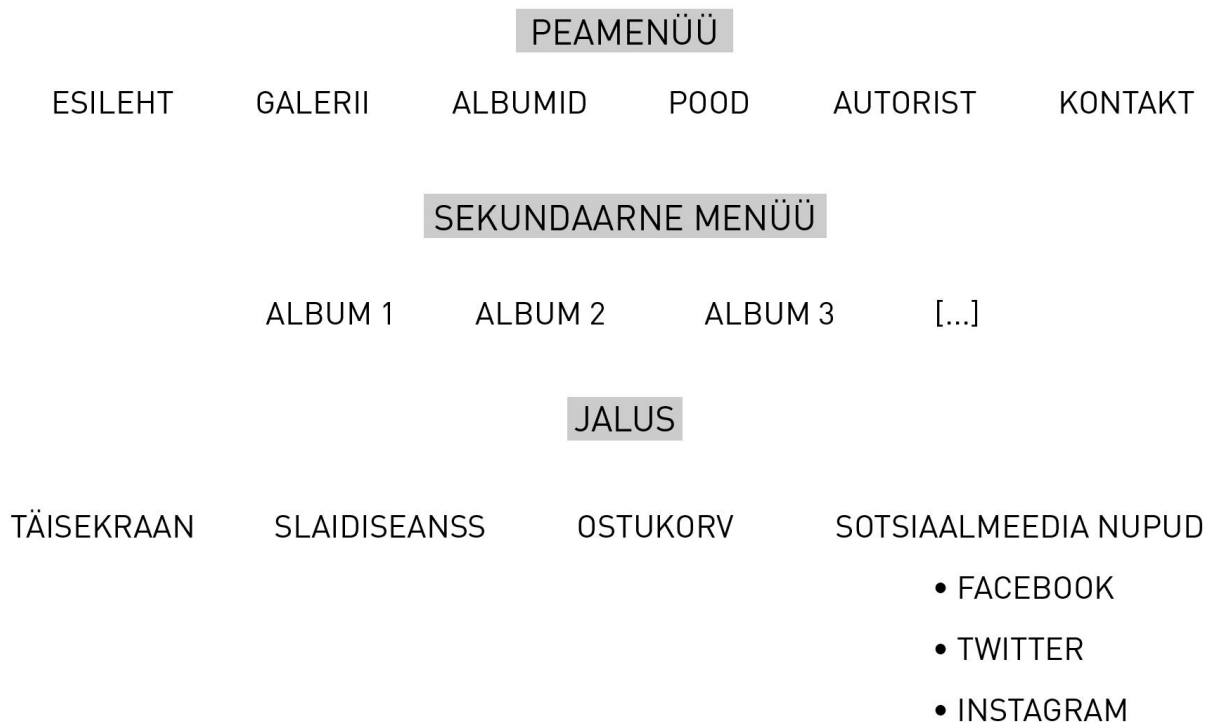 PEAMENÜÜ
ESILEHT GALERII ALBUMID POOD AUTORIST KONTAKT
SEKUNDAARNE MENÜÜ
ALBUM 1 ALBUM 2 ALBUM 3 [...]
JALUS
TÄISEKRAAN SLAIDISEANSS OSTUKORV SOTSIAALMEEDIA NUPUD
• FACEBOOK
• TWITTER
• INSTAGRAM